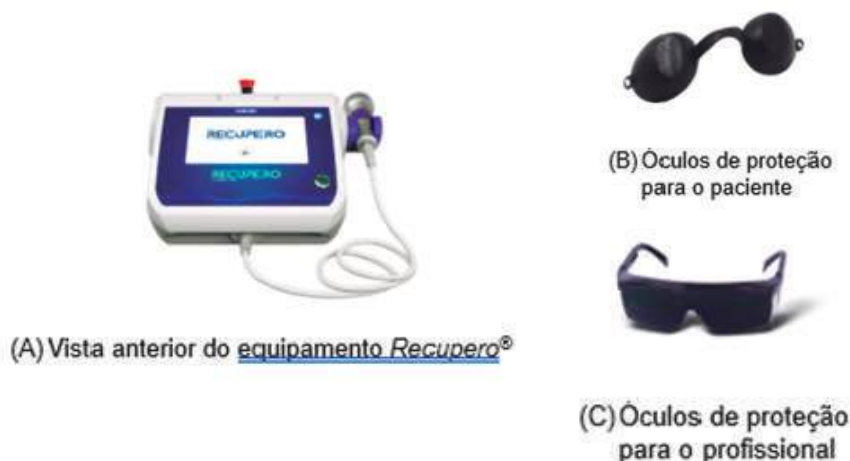 RECUPERO
RECUPERO
(A) Vista anterior do equipamento Recupero®
(B) Óculos de proteção
para o paciente
(C) Óculos de proteção
para o profissional